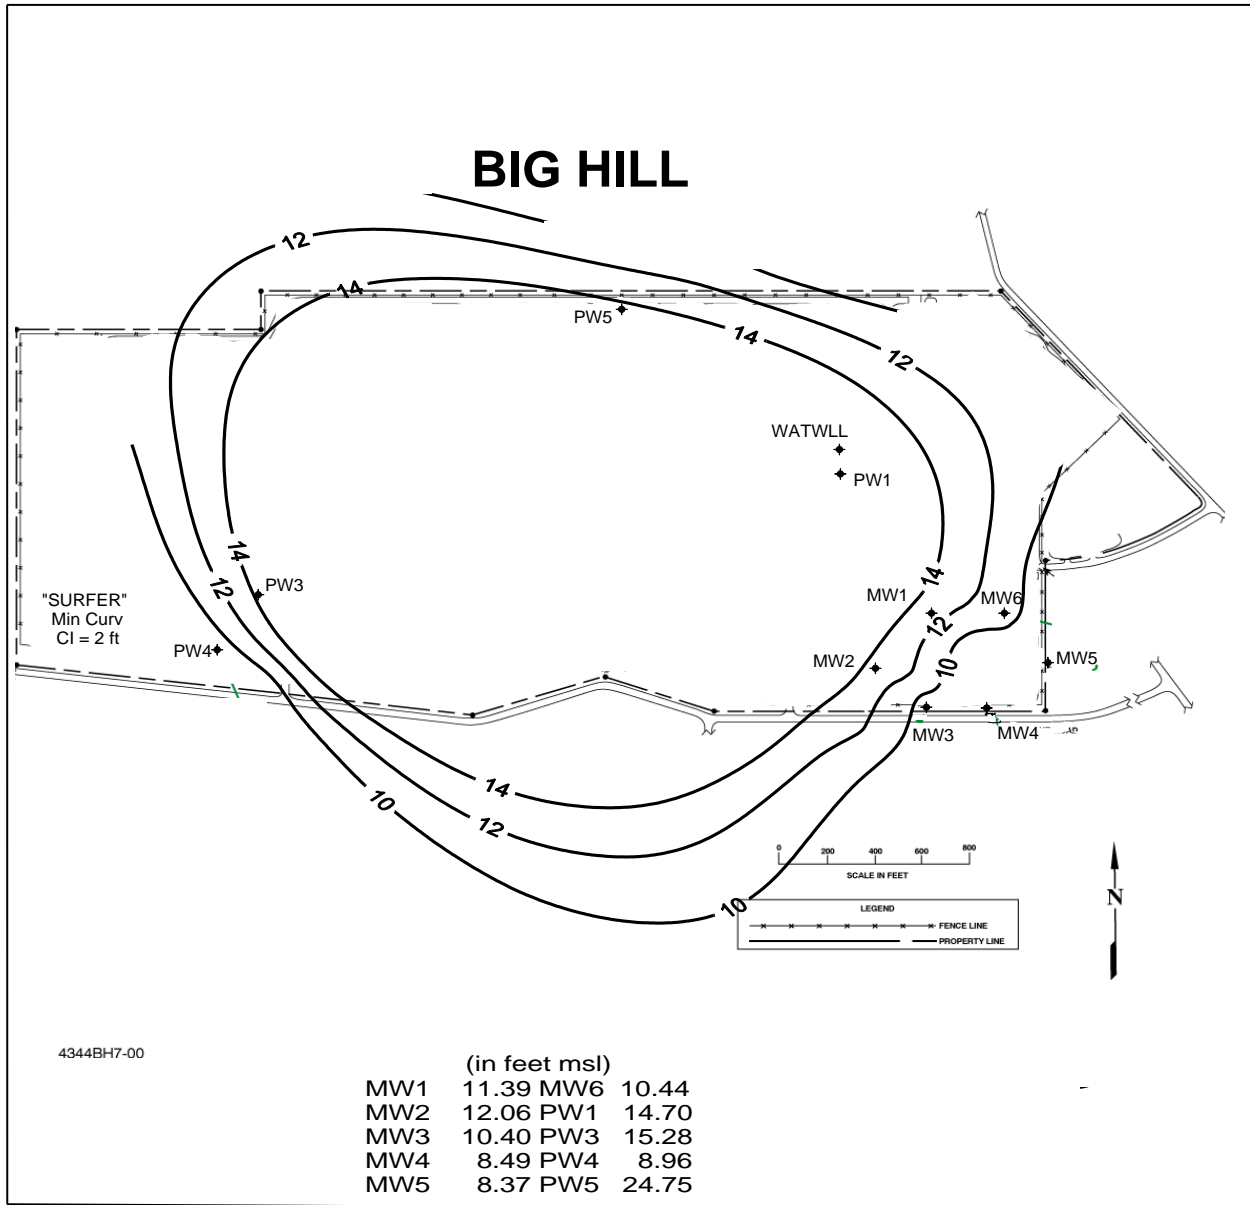 BIG HILL
12
14
PW5
14
12
WATWLL
PW1
14
12
PW3
14
MW1
MW6
12
"SURFER"
Min Curv
CI = 2 ft
PW4
MW2
10
MW5
MW3
MW4
14
10
12
0 200 400 600 800
SCALE IN FEET
10
LEGEND
FENCE LINE
PROPERTY LINE
N
4344BH7-00
(in feet msl)
MW1 11.39 MW6 10.44
MW2 12.06 PW1 14.70
MW3 10.40 PW3 15.28
MW4 8.49 PW4 8.96
MW5 8.37 PW5 24.75